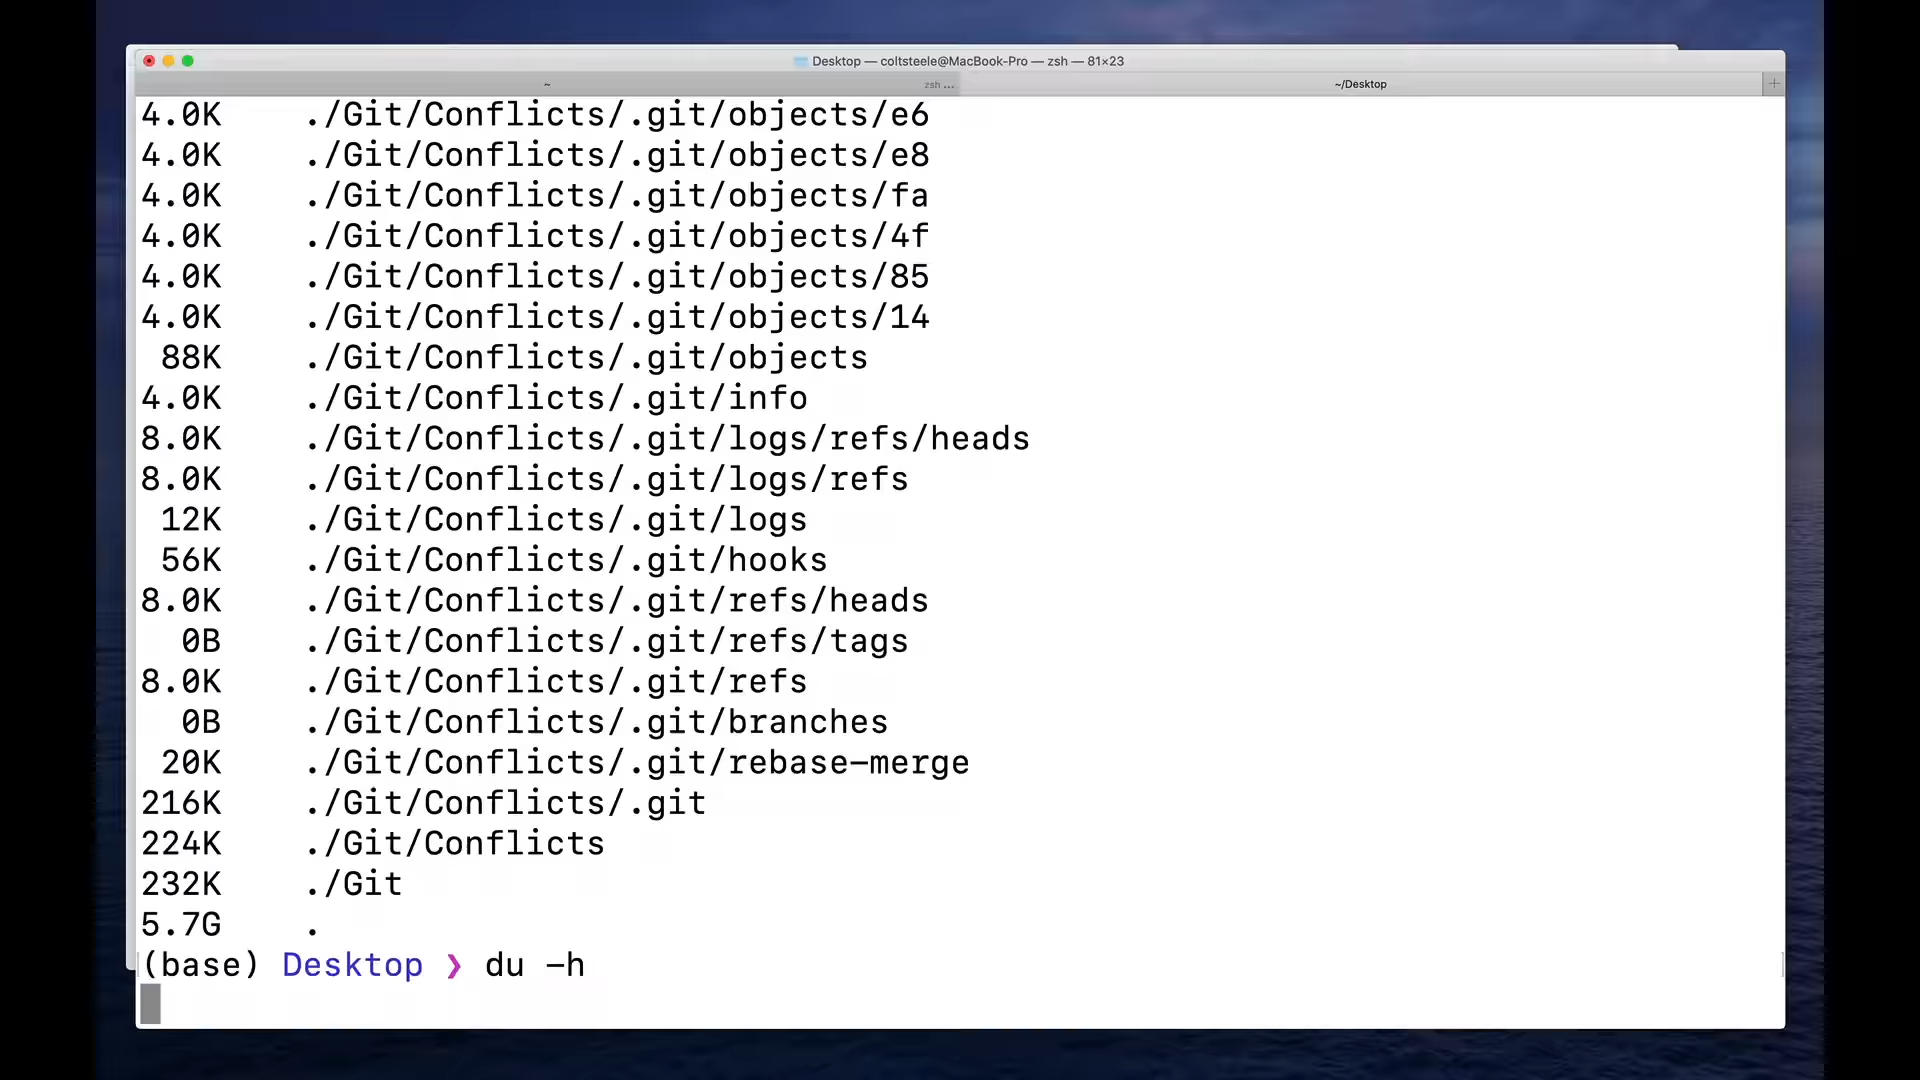 Desktop — coltsteele@MacBook-Pro — zsh — 81×23
~ zsh ... ~/Desktop +
4.0K ./Git/Conflicts/.git/objects/e6
4.0K ./Git/Conflicts/.git/objects/e8
4.0K ./Git/Conflicts/.git/objects/fa
4.0K ./Git/Conflicts/.git/objects/4f
4.0K ./Git/Conflicts/.git/objects/85
4.0K ./Git/Conflicts/.git/objects/14
88K ./Git/Conflicts/.git/objects
4.0K ./Git/Conflicts/.git/info
8.0K ./Git/Conflicts/.git/logs/refs/heads
8.0K ./Git/Conflicts/.git/logs/refs
12K ./Git/Conflicts/.git/logs
56K ./Git/Conflicts/.git/hooks
8.0K ./Git/Conflicts/.git/refs/heads
0B ./Git/Conflicts/.git/refs/tags
8.0K ./Git/Conflicts/.git/refs
0B ./Git/Conflicts/.git/branches
20K ./Git/Conflicts/.git/rebase-merge
216K ./Git/Conflicts/.git
224K ./Git/Conflicts
232K ./Git
5.7G .
(base) Desktop ❯ du -h